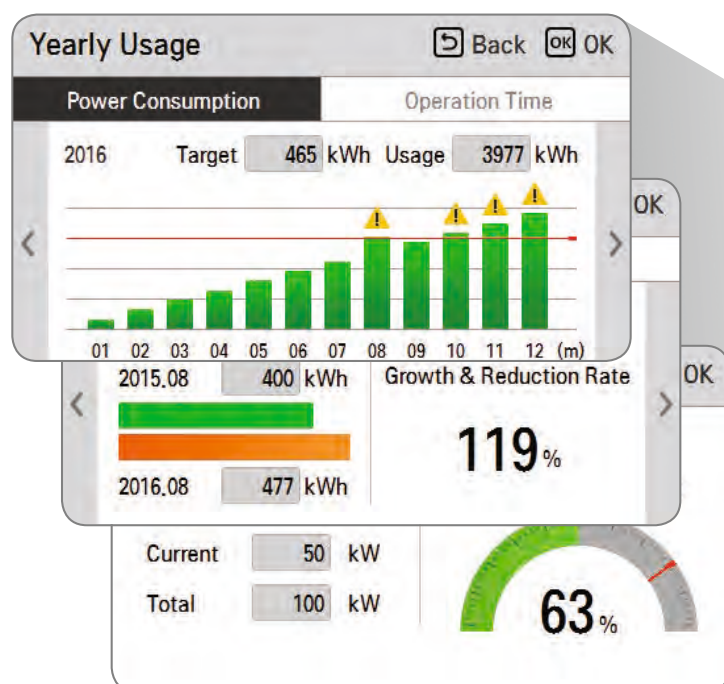 Yearly Usage Back OK OK
Power Consumption Operation Time
2016 Target 465 kWh Usage 3977 kWh
01 02 03 04 05 06 07 08 09 10 11 12 (m)
OK
2015.08 400 kWh Growth & Reduction Rate
119%
2016.08 477 kWh
OK
Current 50 kW
Total 100 kW
63%